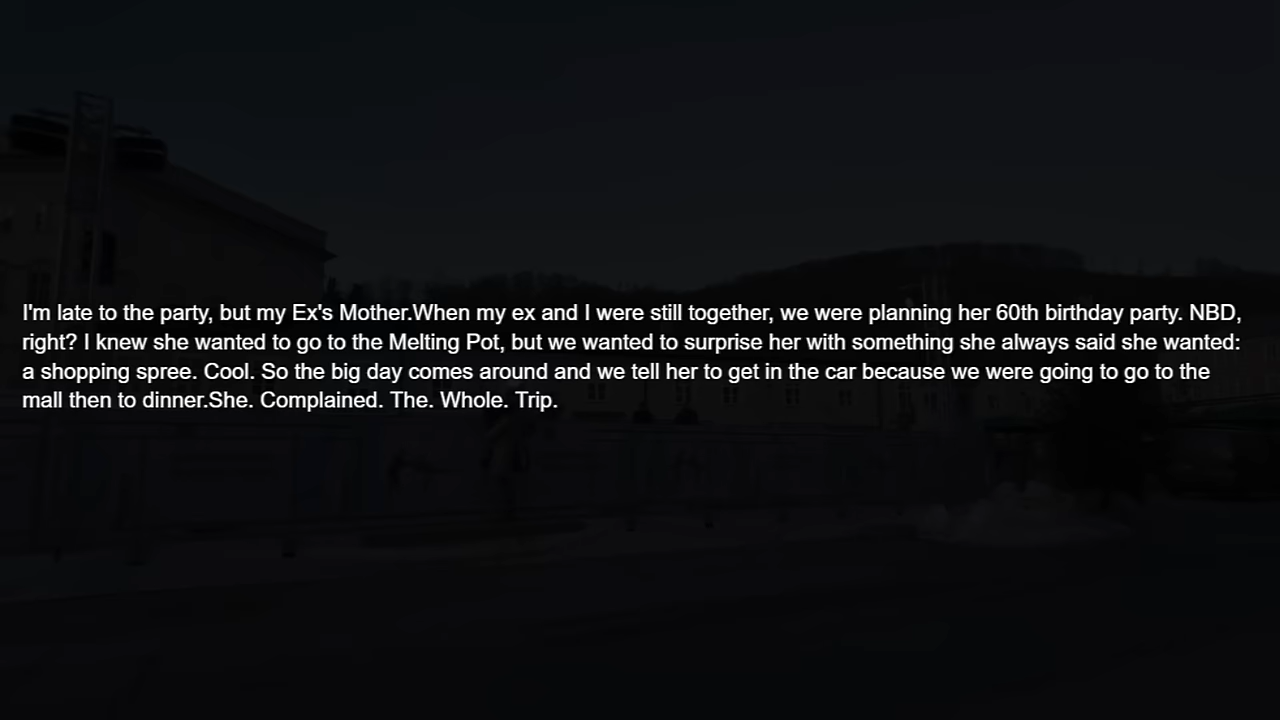 I'm late to the party, but my Ex's Mother.When my ex and I were still together, we were planning her 60th birthday party. NBD,
right? I knew she wanted to go to the Melting Pot, but we wanted to surprise her with something she always said she wanted:
a shopping spree. Cool. So the big day comes around and we tell her to get in the car because we were going to go to the
mall then to dinner.She. Complained. The. Whole. Trip.